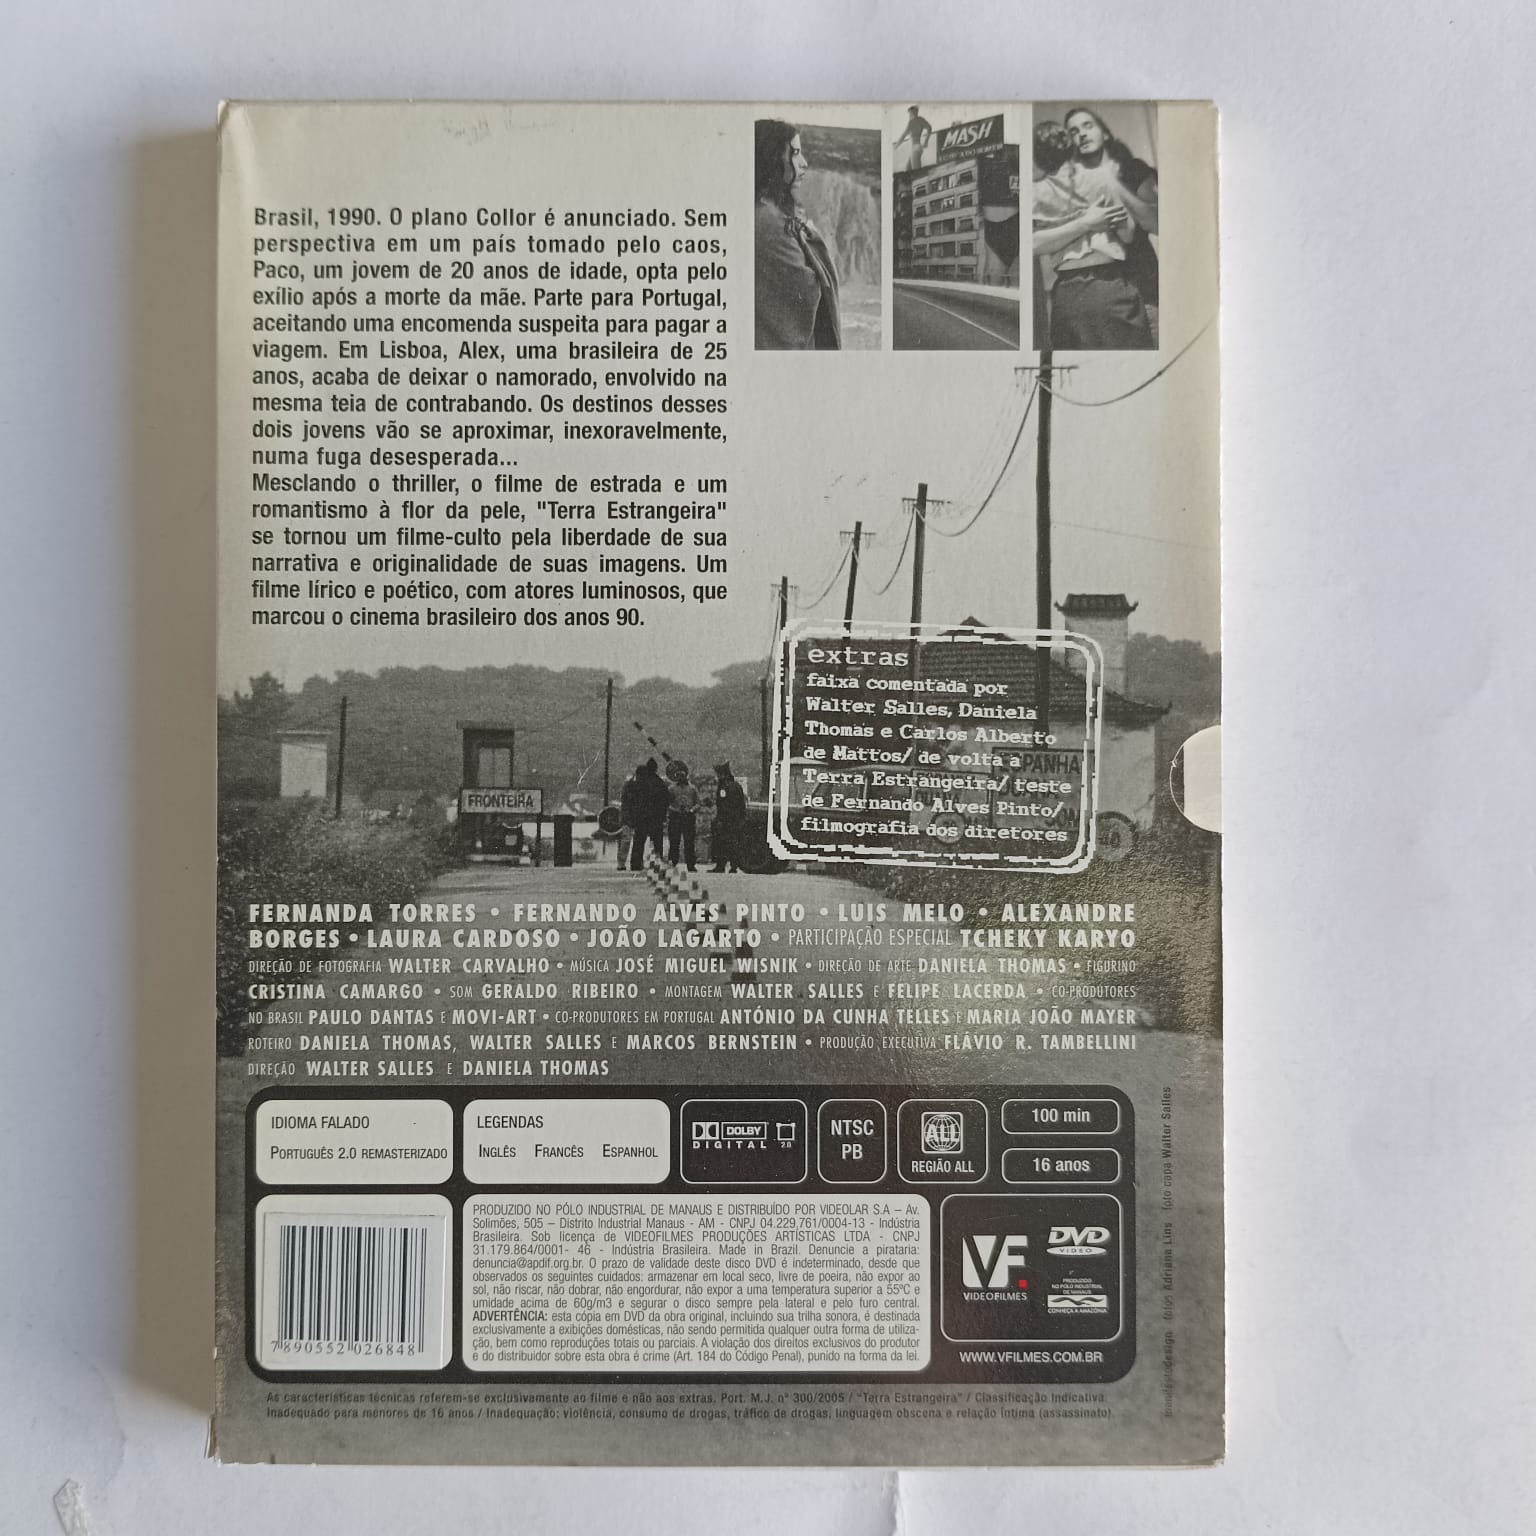 MASH
Brasil, 1990. O plano Collor é anunciado. Sem
perspectiva em um país tomado pelo caos,
Paco, um jovem de 20 anos de idade, opta pelo
exílio após a morte da mãe. Parte para Portugal,
aceitando uma encomenda suspeita para pagar a
viagem. Em Lisboa, Alex, uma brasileira de 25
anos, acaba de deixar o namorado, envolvido na
mesma teia de contrabando. Os destinos desses
dois jovens vão se aproximar, inexoravelmente,
numa fuga desesperada...
Mesclando o thriller, o filme de estrada e um
romantismo à flor da pele, "Terra Estrangeira"
se tornou um filme-culto pela liberdade de sua
narrativa e originalidade de suas imagens. Um
filme lírico e poético, com atores luminosos, que
marcou o cinema brasileiro dos anos 90.
extras
faixa comentada por
Walter Salles, Daniela
Thomas e Carlos Alberto
de Mattos/ de volta a
Terra Estrangeira/ teste
de Fernando Alves Pinto/
filmografia dos diretores
ESPANHA
FRONTEIRA
FERNANDA TORRES • FERNANDO ALVES PINTO • LUIS MELO • ALEXANDRE
BORGES • LAURA CARDOSO • JOÃO LAGARTO • PARTICIPAÇÃO ESPECIAL TCHEKY KARYO
DIREÇÃO DE FOTOGRAFIA WALTER CARVALHO • MÚSICA JOSÉ MIGUEL WISNIK • DIREÇÃO DE ARTE DANIELA THOMAS • FIGURINO
CRISTINA CAMARGO • SOM GERALDO RIBEIRO • MONTAGEM WALTER SALLES E FELIPE LACERDA • CO-PRODUTORES
NO BRASIL PAULO DANTAS E MOVI-ART • CO-PRODUTORES EM PORTUGAL ANTÓNIO DA CUNHA TELLES E MARIA JOÃO MAYER
ROTEIRO DANIELA THOMAS, WALTER SALLES E MARCOS BERNSTEIN • PRODUÇÃO EXECUTIVA FLÁVIO R. TAMBELLINI
DIREÇÃO WALTER SALLES E DANIELA THOMAS
IDIOMA FALADO
PORTUGUÊS 2.0 REMASTERIZADO
LEGENDAS
INGLÊS FRANCÊS ESPANHOL
DOLBY
DIGITAL 2.0
NTSC
PB
ALL
REGIÃO ALL
100 min
16 anos
7890552026848
PRODUZIDO NO PÓLO INDUSTRIAL DE MANAUS E DISTRIBUÍDO POR VIDEOLAR S.A – Av.
Solimões, 505 – Distrito Industrial Manaus - AM - CNPJ 04.229,761/0004-13 - Indústria
Brasileira. Sob licença de VIDEOFILMES PRODUÇÕES ARTÍSTICAS LTDA - CNPJ
31.179.864/0001- 46 - Indústria Brasileira. Made in Brazil. Denuncie a pirataria:
denuncia@apdif.org.br. O prazo de validade deste disco DVD é indeterminado, desde que
observados os seguintes cuidados: armazenar em local seco, livre de poeira, não expor ao
sol, não riscar, não dobrar, não engordurar, não expor a uma temperatura superior a 55ºC e
umidade acima de 60g/m3 e segurar o disco sempre pela lateral e pelo furo central.
ADVERTÊNCIA: esta cópia em DVD da obra original, incluindo sua trilha sonora, é destinada
exclusivamente a exibições domésticas, não sendo permitida qualquer outra forma de utiliza-
ção, bem como reproduções totais ou parciais. A violação dos direitos exclusivos do produtor
e do distribuidor sobre esta obra é crime (Art. 184 do Código Penal), punido na forma da lei.
VF
VIDEOFILMES
DVD
VIDEO
PRODUZIDO
NO PÓLO INDUSTRIAL
DE MANAUS
CONHEÇA A AMAZÔNIA
WWW.VFILMES.COM.BR
manifestodesign fotos Adriana Lins foto capa Walter Salles
As características técnicas referem-se exclusivamente ao filme e não aos extras. Port. M.J. nº 300/2005 / "Terra Estrangeira" / Classificação Indicativa:
Inadequado para menores de 16 anos / Inadequação: violência, consumo de drogas, tráfico de drogas, linguagem obscena e relação íntima (assassinato).